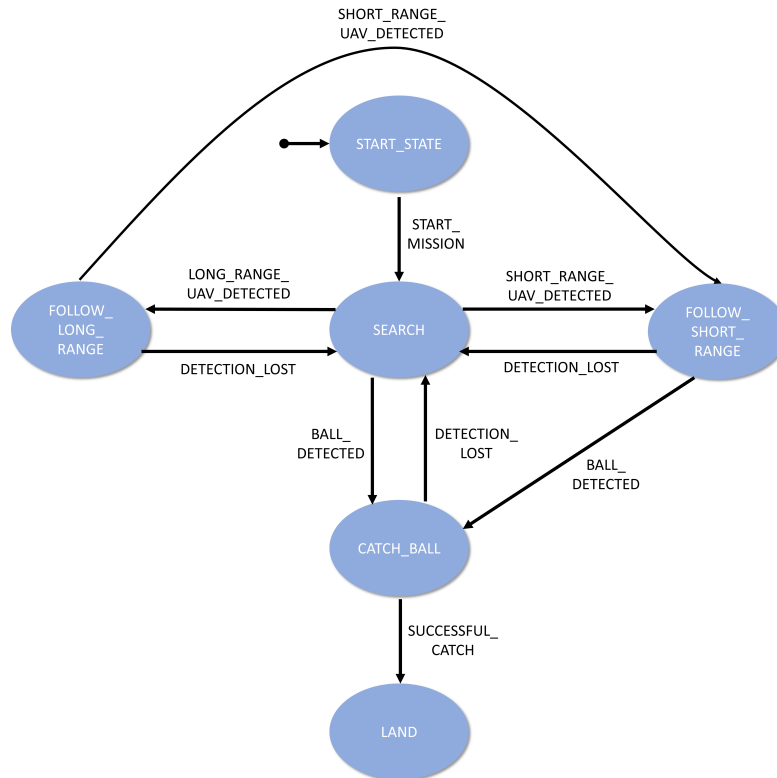 SHORT_RANGE_
UAV_DETECTED
START_STATE
START_
MISSION
LONG_RANGE_
UAV_DETECTED
SHORT_RANGE_
UAV_DETECTED
FOLLOW_
LONG_
RANGE
SEARCH
FOLLOW_
SHORT_
RANGE
DETECTION_LOST
DETECTION_LOST
BALL_
DETECTED
DETECTION_
LOST
BALL_
DETECTED
CATCH_BALL
SUCCESSFUL_
CATCH
LAND